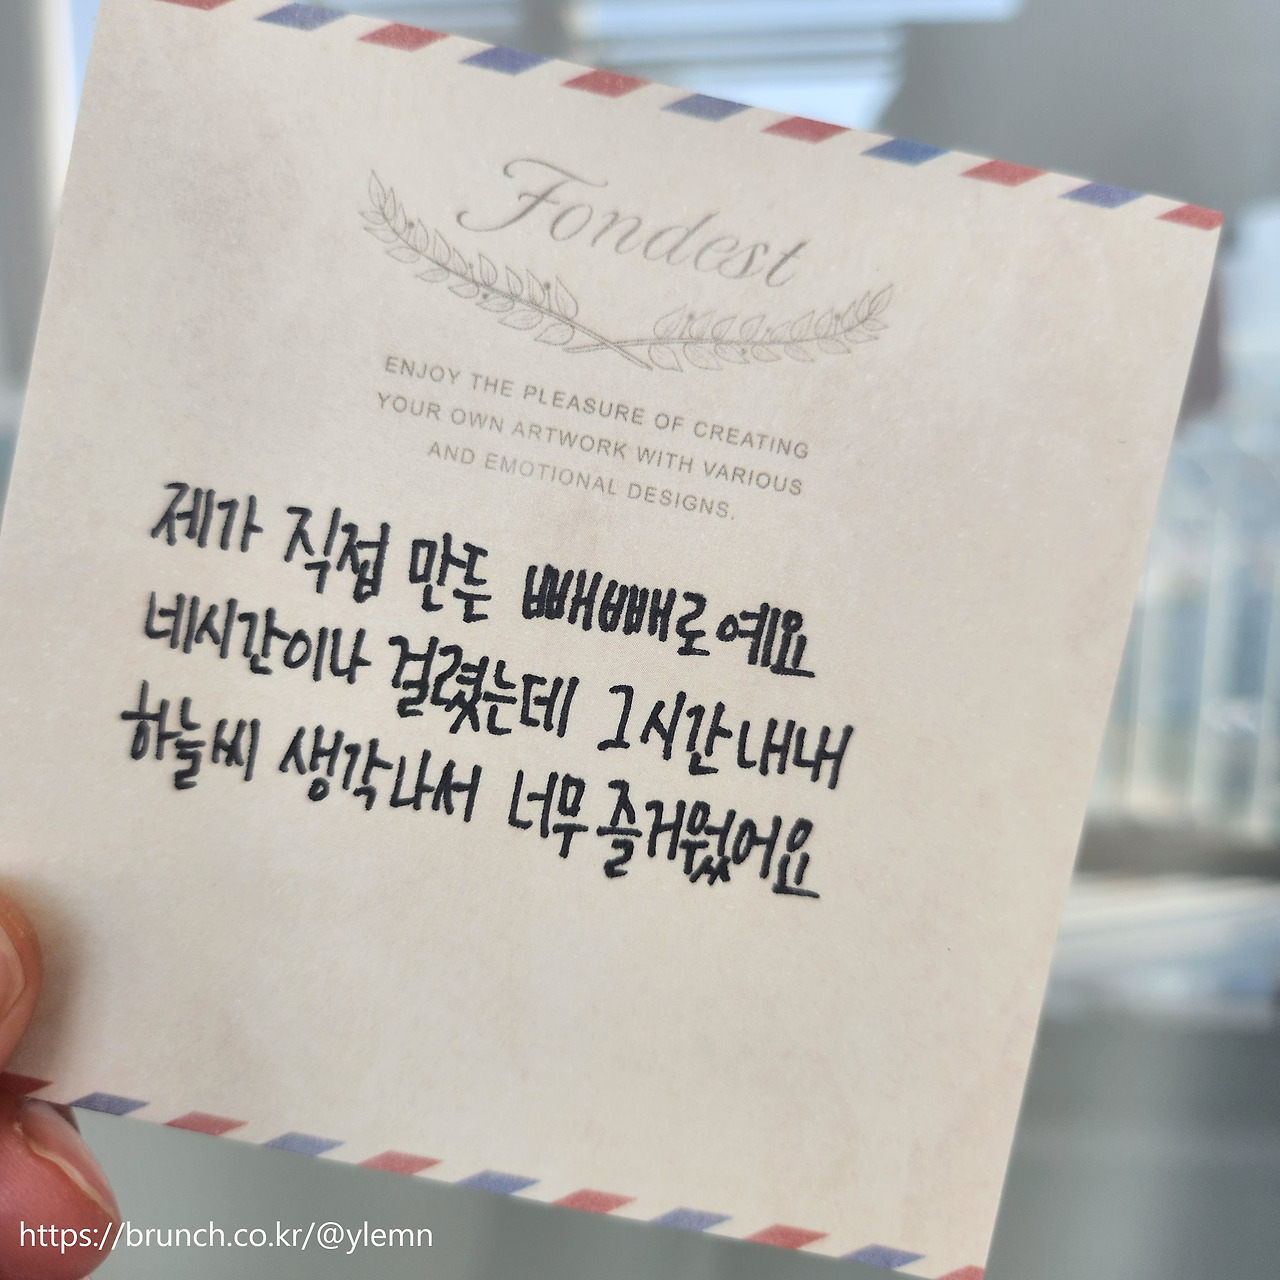 Fondest
ENJOY THE PLEASURE OF CREATING
YOUR OWN ARTWORK WITH VARIOUS
AND EMOTIONAL DESIGNS.
제가 직접 만든 빼빼로예요
네시간이나 걸렸는데 그시간내내
하늘씨 생각나서 너무 즐거웠어요
https://brunch.co.kr/@ylemn